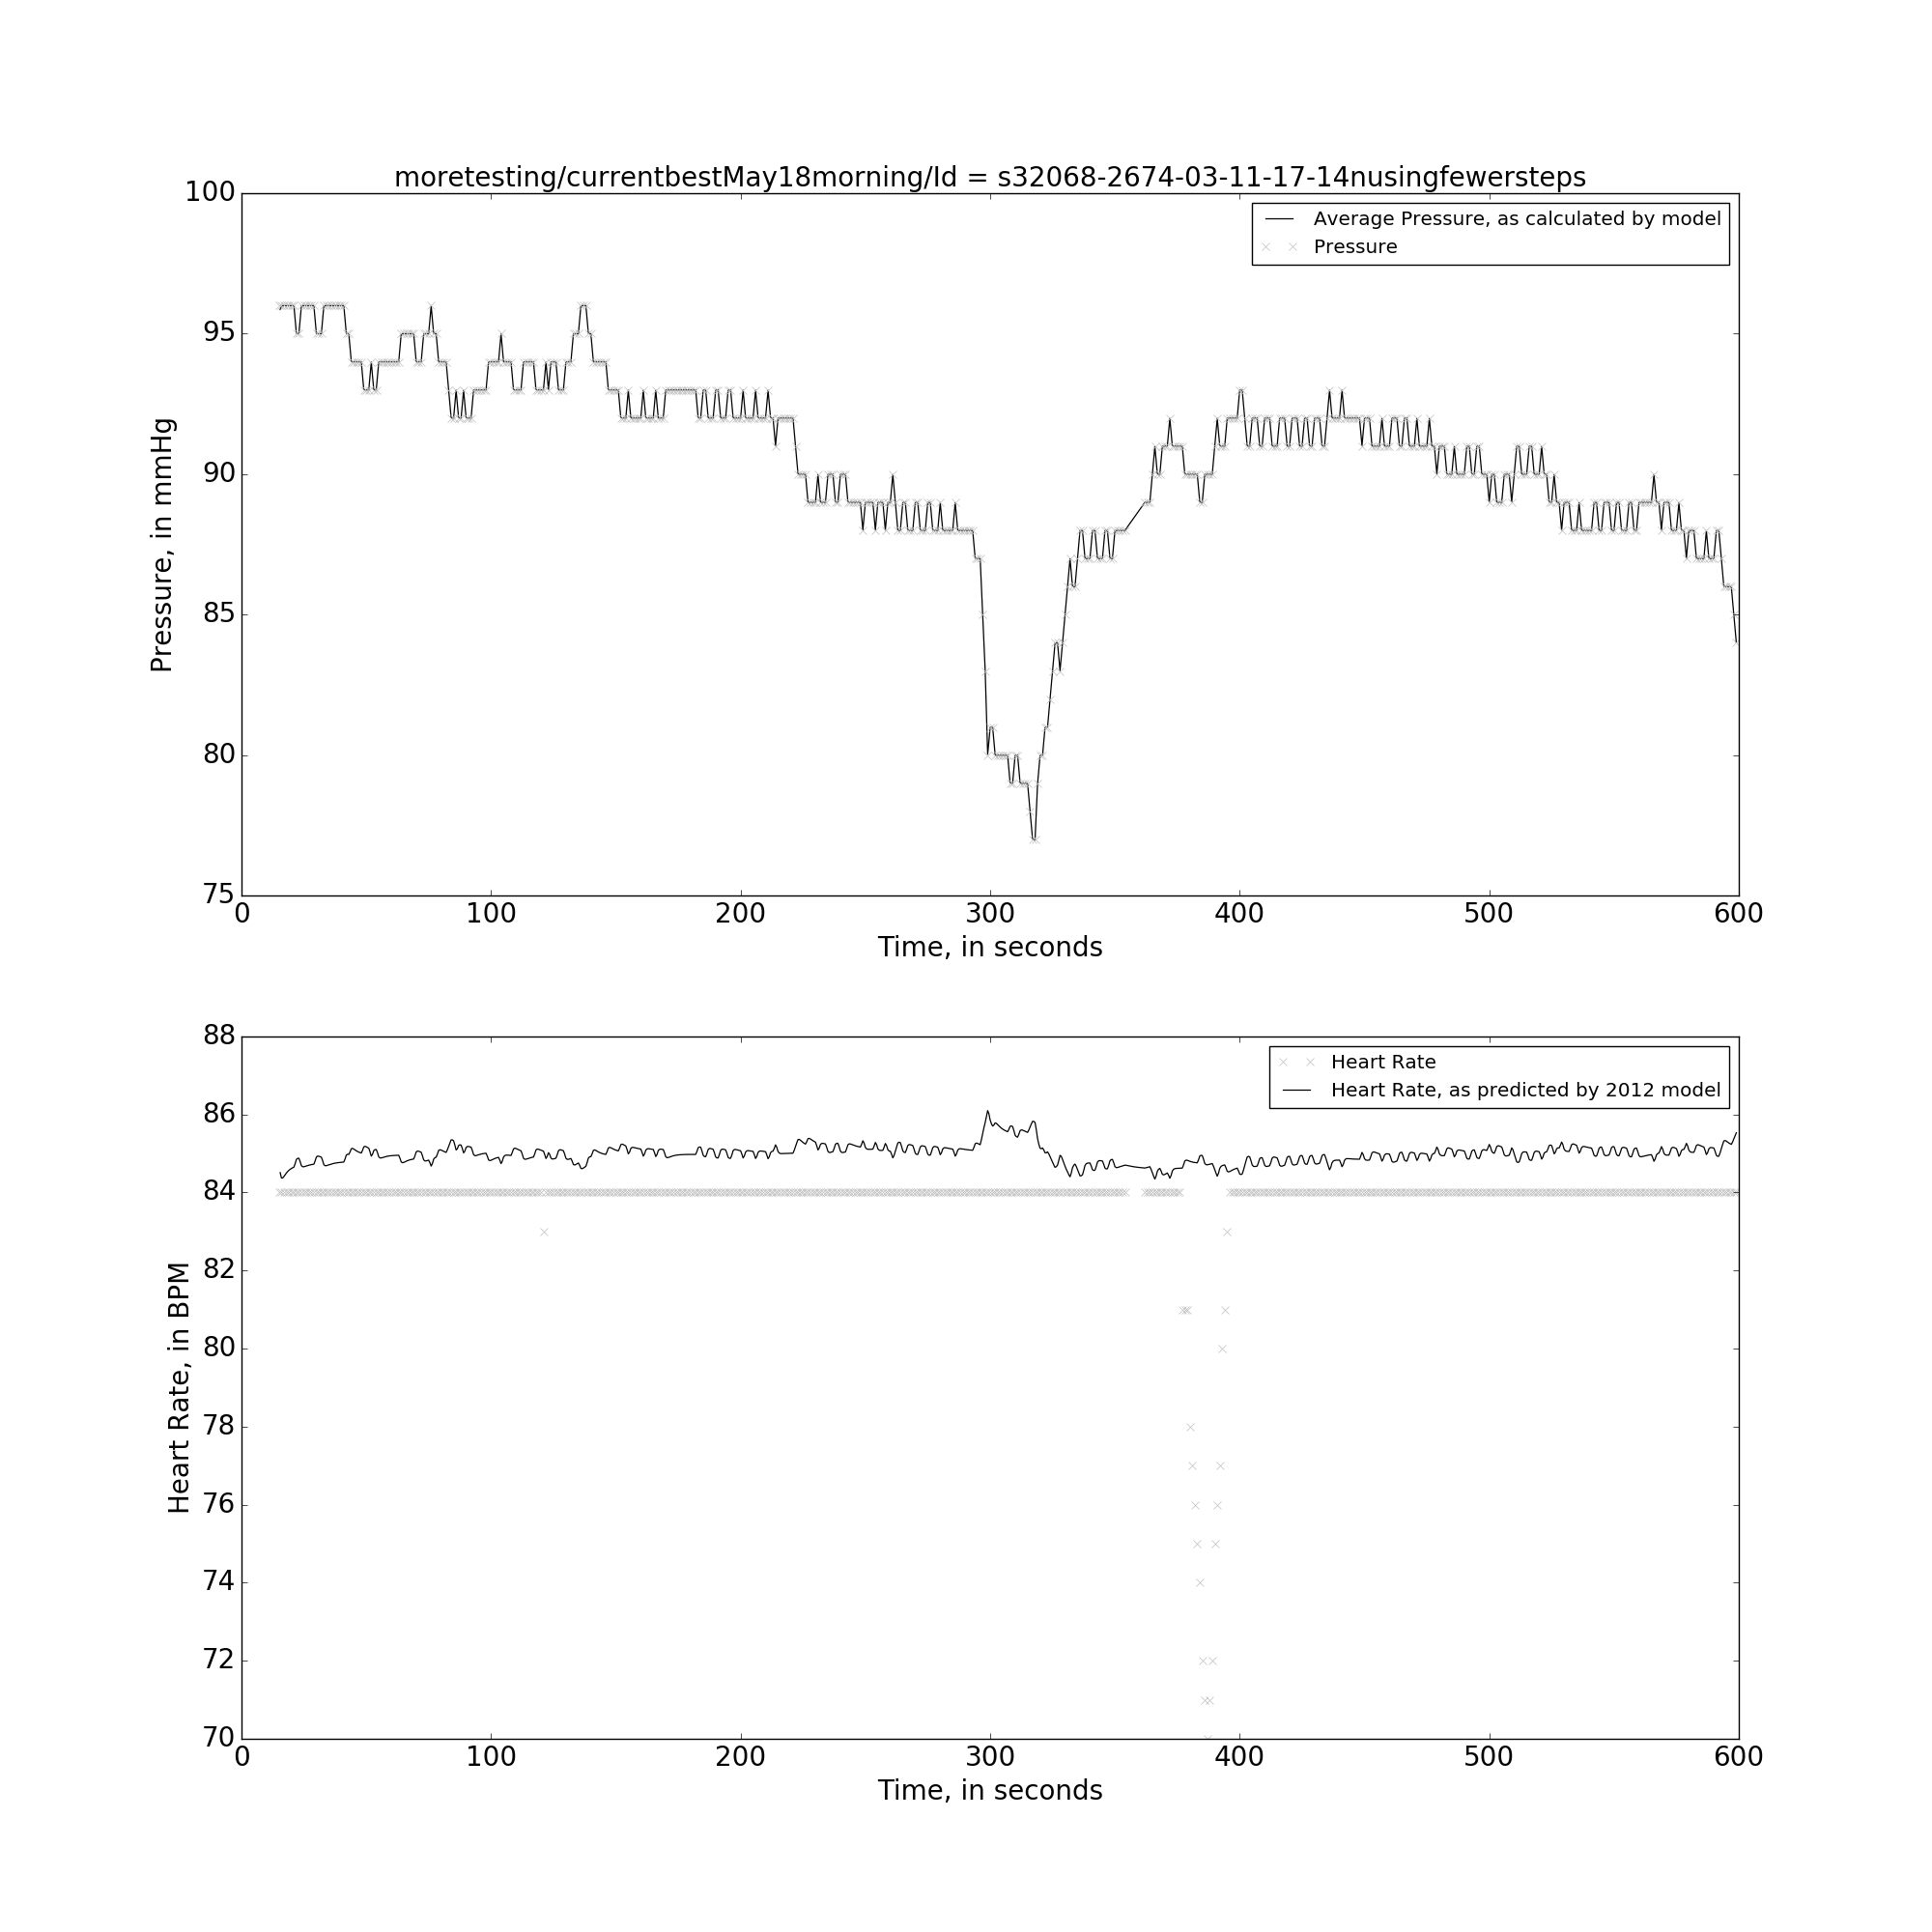 moretesting/currentbestMay18morning/Id = s32068-2674-03-11-17-14nusingfewersteps
100
95
90
85
80
75
Pressure, in mmHg
Average Pressure, as calculated by model
Pressure
0 100 200 300 400 500 600
Time, in seconds
88
86
84
82
80
78
76
74
72
70
Heart Rate, in BPM
Heart Rate
Heart Rate, as predicted by 2012 model
0 100 200 300 400 500 600
Time, in seconds